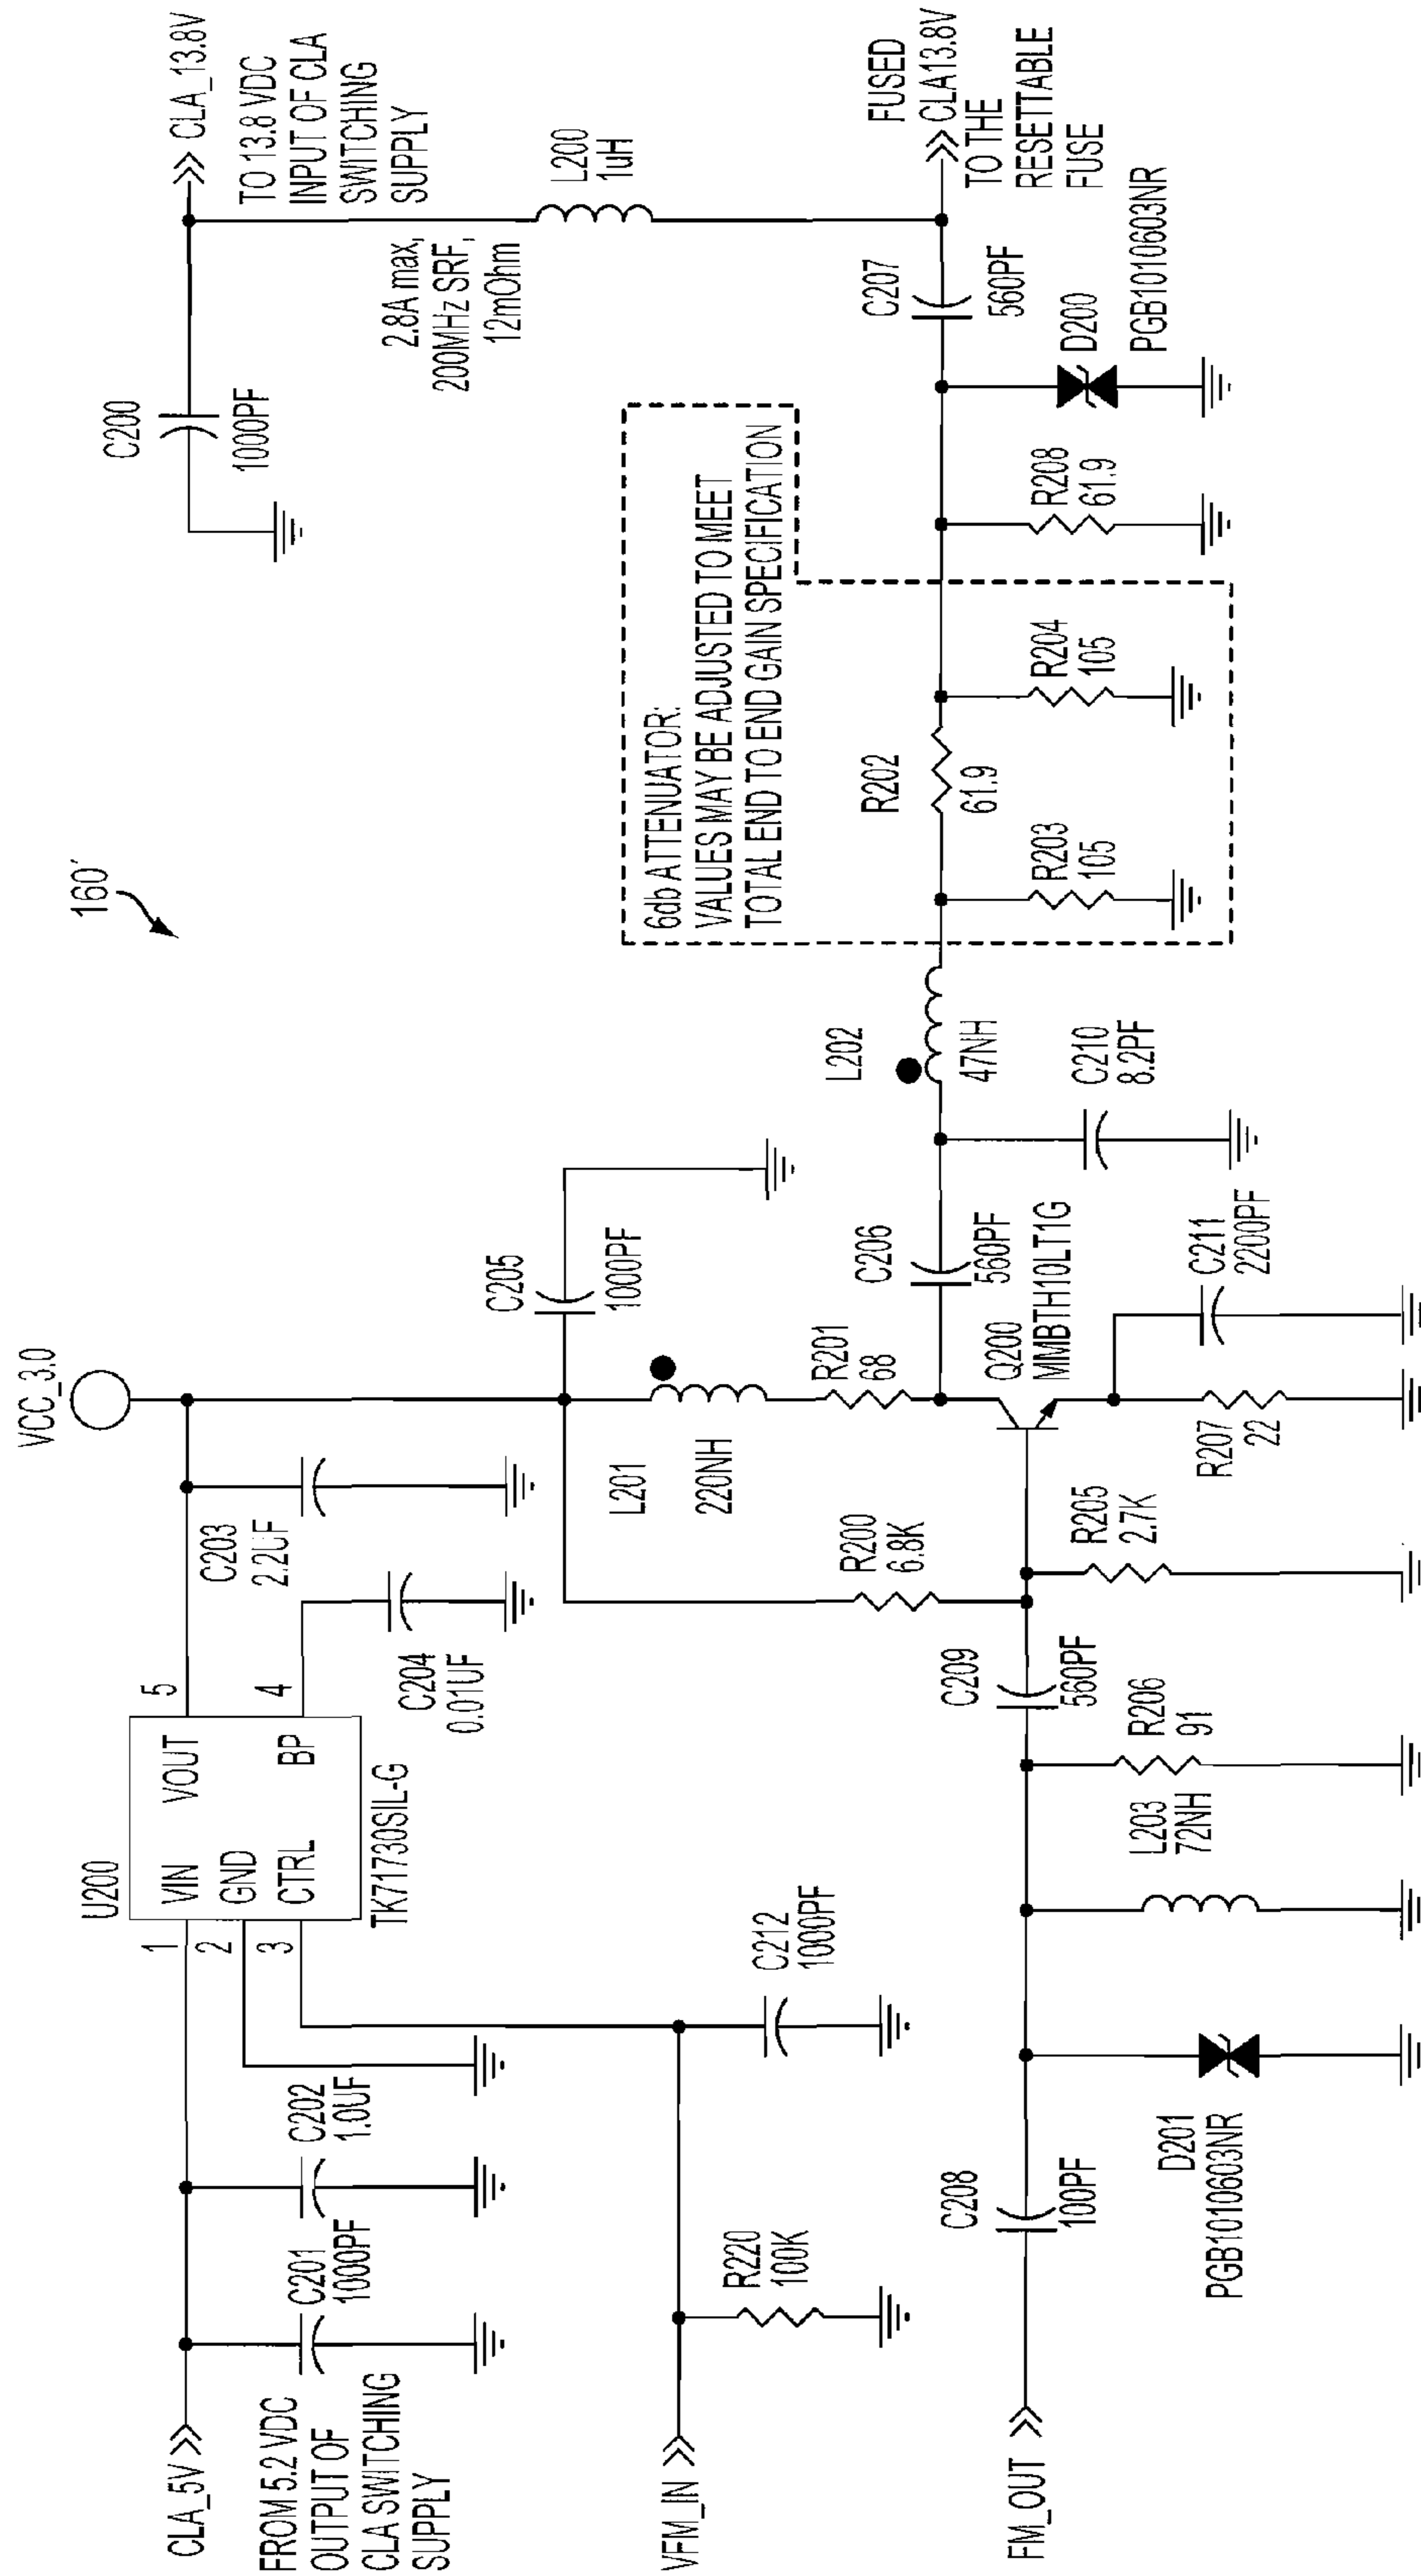 160'
CLA_5V
FROM 5.2 VDC
OUTPUT OF
CLA SWITCHING
SUPPLY
C201
1000PF
C202
1.0UF
U200
1
2
3
VIN
GND
CTRL
VOUT
BP
5
4
TK71730SIL-G
C204
0.01UF
C203
2.2UF
VCC_3.0
C205
1000PF
L201
220NH
R201
68
R200
6.8K
C200
1000PF
CLA_13.8V
TO 13.8 VDC
INPUT OF CLA
SWITCHING
SUPPLY
2.8A max,
200MHz SRF,
12mOhm
L200
1uH
VFM_IN
R220
100K
C212
1000PF
FM_OUT
C208
100PF
D201
PGB1010603NR
L203
72NH
R206
91
C209
560PF
R205
2.7K
Q200
MMBTH10LT1G
R207
22
C211
2200PF
C206
560PF
C210
8.2PF
L202
47NH
6db ATTENUATOR:
VALUES MAY BE ADJUSTED TO MEET
TOTAL END TO END GAIN SPECIFICATION
R203
105
R202
61.9
R204
105
R208
61.9
D200
PGB1010603NR
C207
560PF
FUSED
CLA13.8V
TO THE
RESETTABLE
FUSE